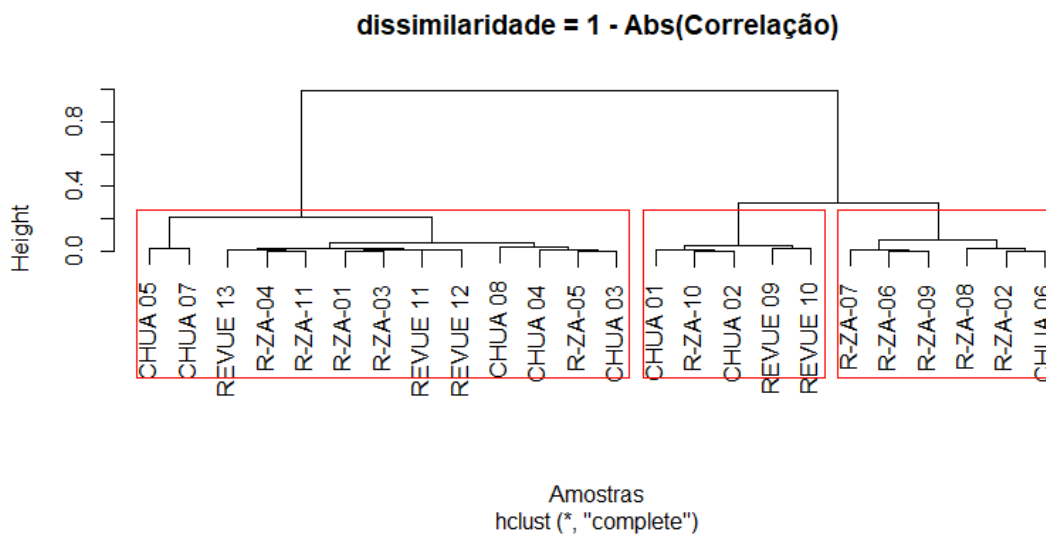 dissimilaridade = 1 - Abs(Correlação)
Height
0.0
0.4
0.8
CHUA 05
CHUA 07
REVUE 13
R-ZA-04
R-ZA-11
R-ZA-01
R-ZA-03
REVUE 11
REVUE 12
CHUA 08
CHUA 04
R-ZA-05
CHUA 03
CHUA 01
R-ZA-10
CHUA 02
REVUE 09
REVUE 10
R-ZA-07
R-ZA-06
R-ZA-09
R-ZA-08
R-ZA-02
CHUA 06
Amostras
hclust (*, "complete")